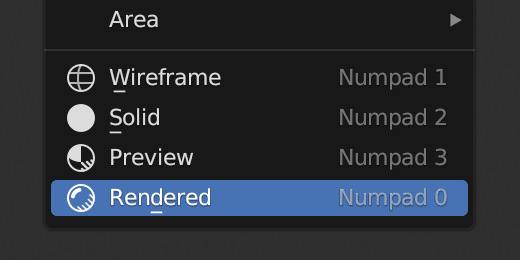 Area
Wireframe Numpad 1
Solid Numpad 2
Preview Numpad 3
Rendered Numpad 0